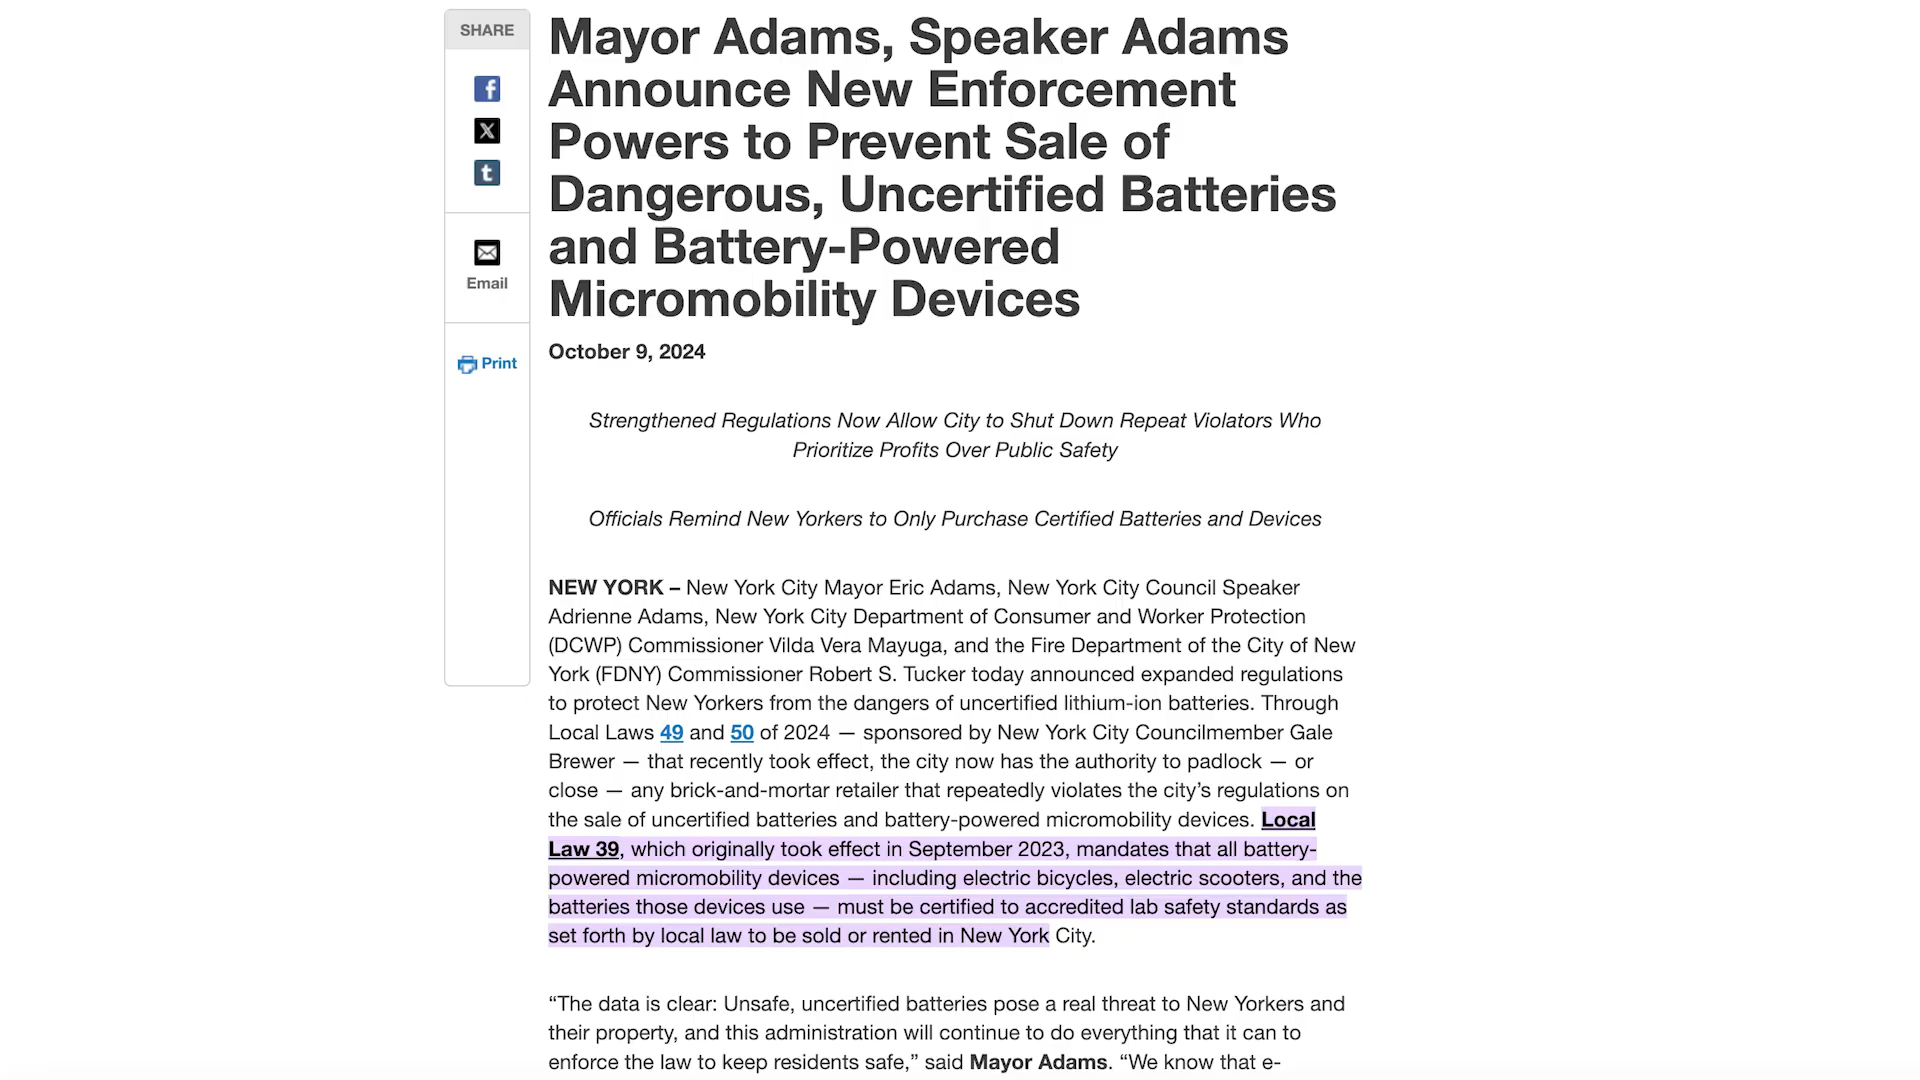 SHARE
Mayor Adams, Speaker Adams
Announce New Enforcement
Powers to Prevent Sale of
Dangerous, Uncertified Batteries
and Battery-Powered
Micromobility Devices
Email
Print
October 9, 2024
Strengthened Regulations Now Allow City to Shut Down Repeat Violators Who
Prioritize Profits Over Public Safety
Officials Remind New Yorkers to Only Purchase Certified Batteries and Devices
NEW YORK – New York City Mayor Eric Adams, New York City Council Speaker
Adrienne Adams, New York City Department of Consumer and Worker Protection
(DCWP) Commissioner Vilda Vera Mayuga, and the Fire Department of the City of New
York (FDNY) Commissioner Robert S. Tucker today announced expanded regulations
to protect New Yorkers from the dangers of uncertified lithium-ion batteries. Through
Local Laws 49 and 50 of 2024 — sponsored by New York City Councilmember Gale
Brewer — that recently took effect, the city now has the authority to padlock — or
close — any brick-and-mortar retailer that repeatedly violates the city’s regulations on
the sale of uncertified batteries and battery-powered micromobility devices. Local
Law 39, which originally took effect in September 2023, mandates that all battery-
powered micromobility devices — including electric bicycles, electric scooters, and the
batteries those devices use — must be certified to accredited lab safety standards as
set forth by local law to be sold or rented in New York City.
“The data is clear: Unsafe, uncertified batteries pose a real threat to New Yorkers and
their property, and this administration will continue to do everything that it can to
enforce the law to keep residents safe,” said Mayor Adams. “We know that e-